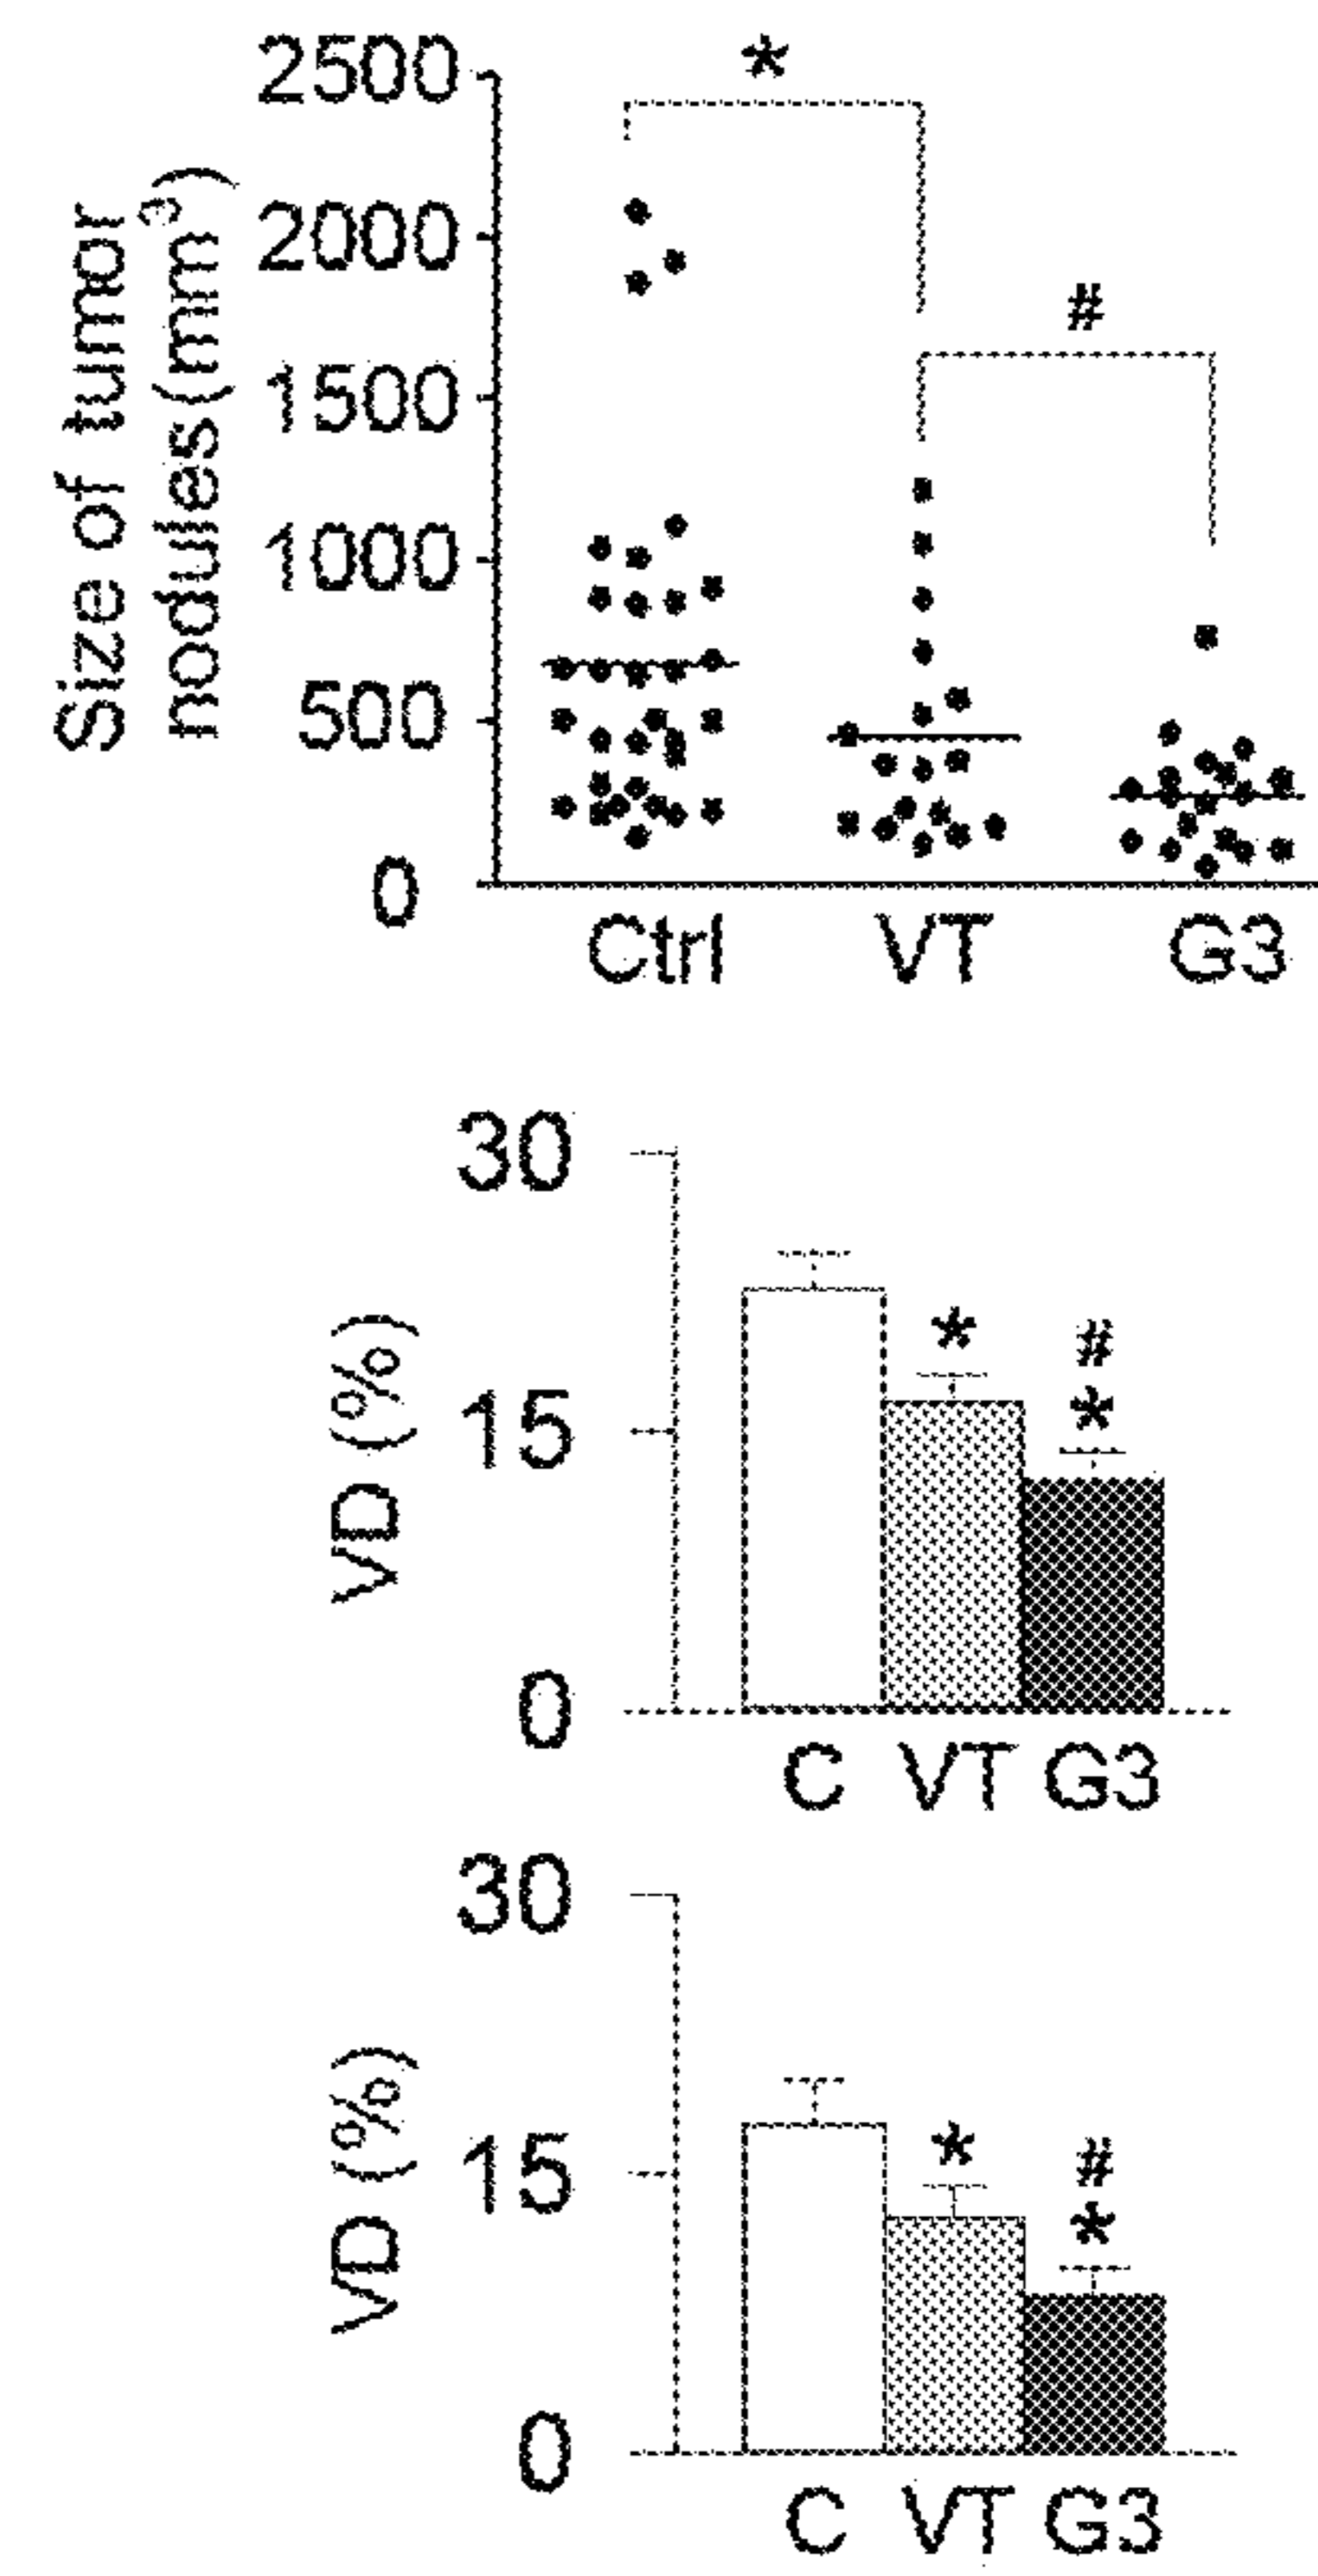 Size of tumor
nodules(mm³)
2500
2000
1500
1000
500
0
*
#
Ctrl VT G3
VD (%)
30
15
0
*
#
*
C VT G3
VD (%)
30
15
0
*
#
*
C VT G3